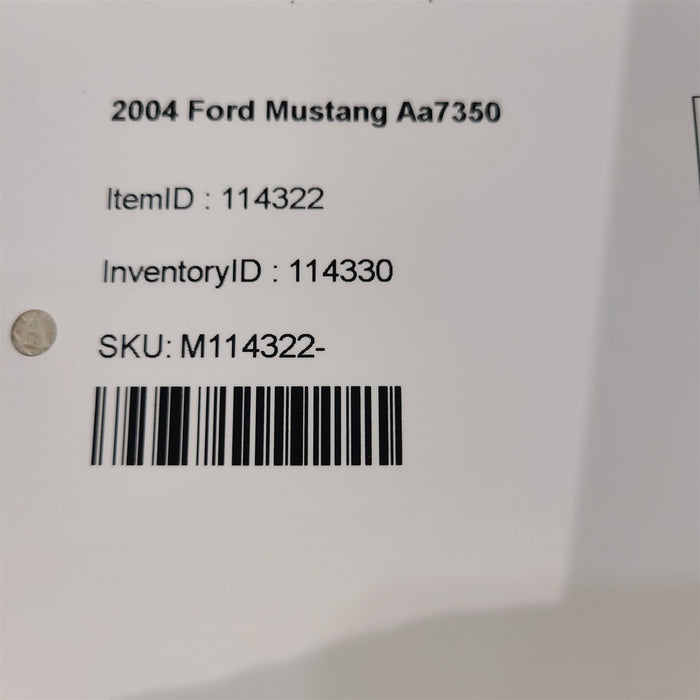 2004 Ford Mustang Aa7350
ItemID : 114322
InventoryID : 114330
SKU: M114322-